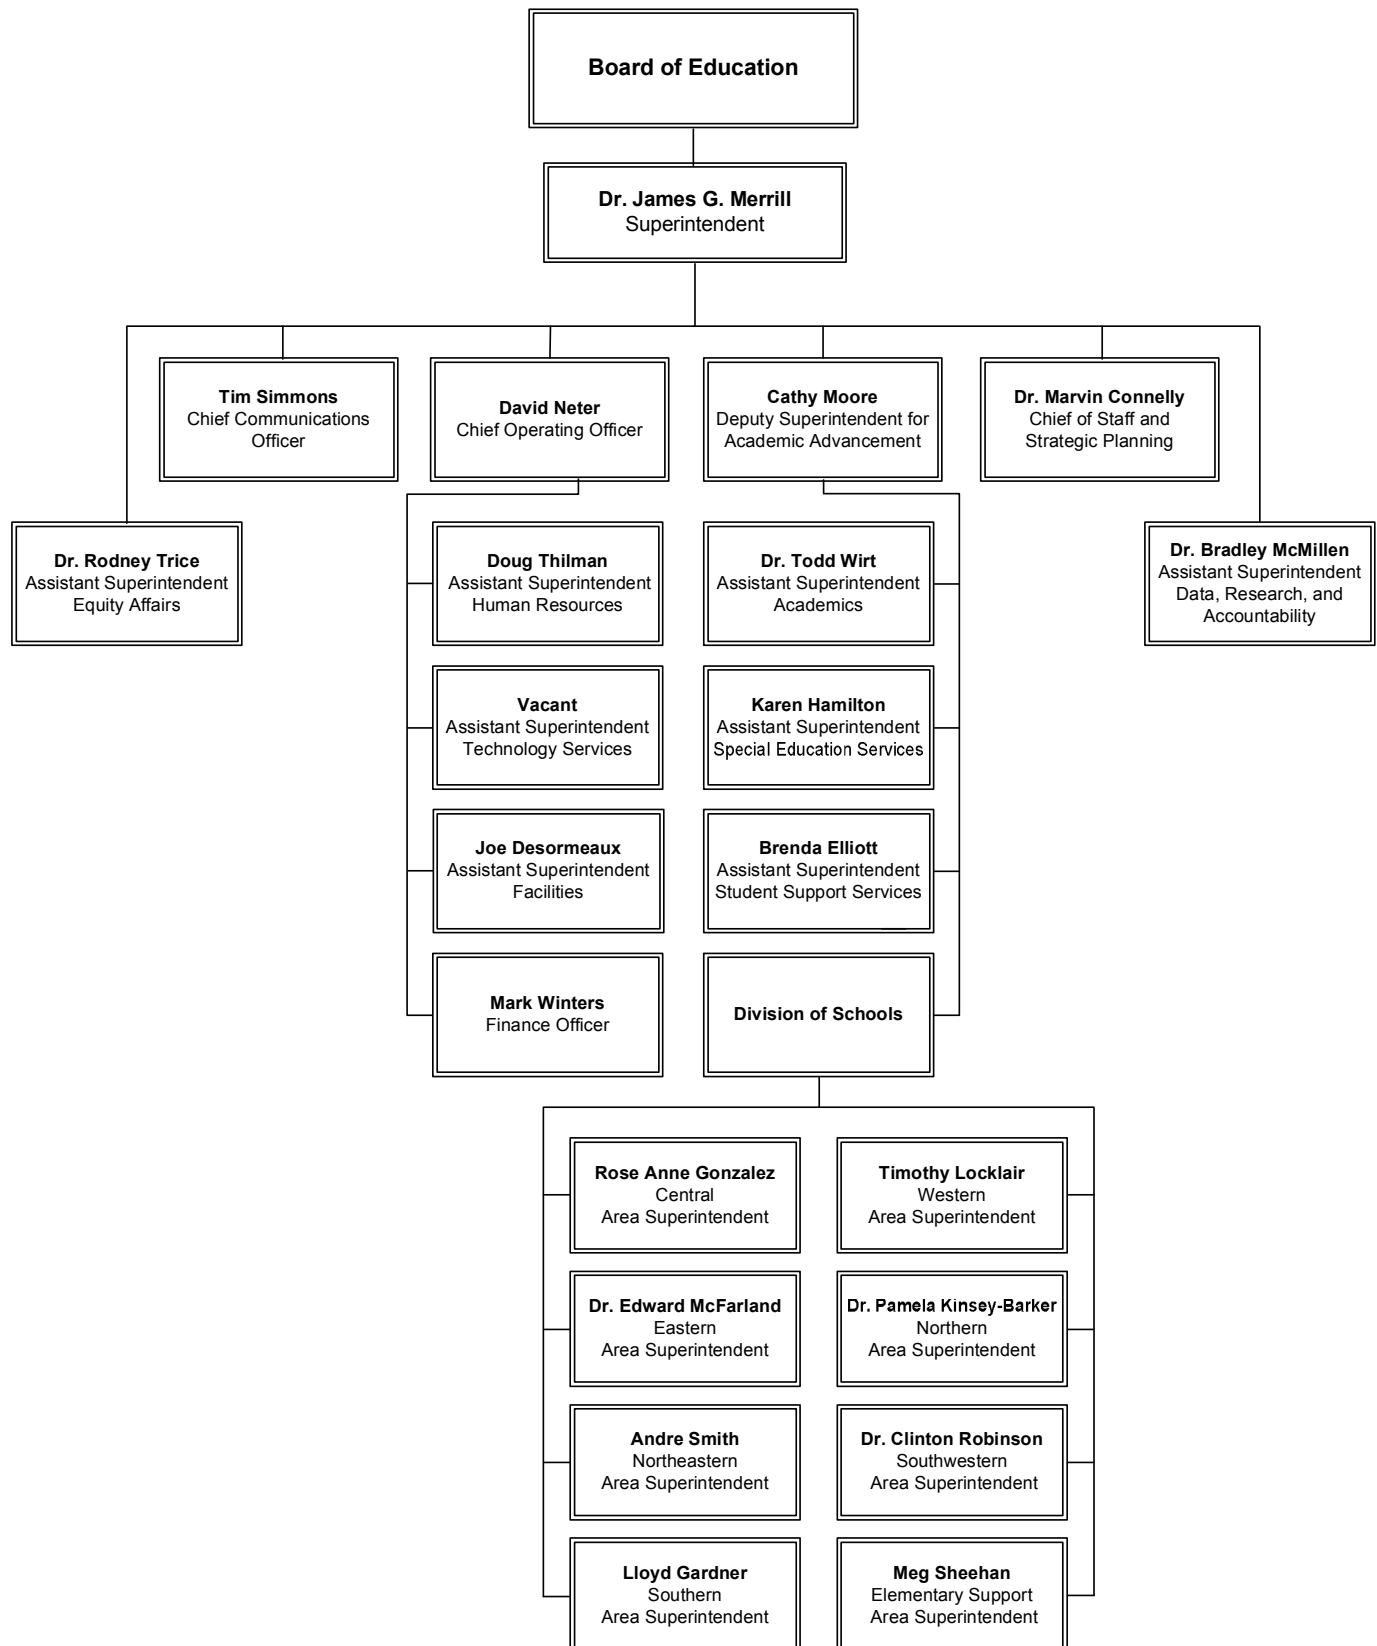 Board of Education
Dr. James G. Merrill
Superintendent
Tim Simmons
Chief Communications
Officer
David Neter
Chief Operating Officer
Cathy Moore
Deputy Superintendent for
Academic Advancement
Dr. Marvin Connelly
Chief of Staff and
Strategic Planning
Dr. Rodney Trice
Assistant Superintendent
Equity Affairs
Doug Thilman
Assistant Superintendent
Human Resources
Dr. Todd Wirt
Assistant Superintendent
Academics
Dr. Bradley McMillen
Assistant Superintendent
Data, Research, and
Accountability
Vacant
Assistant Superintendent
Technology Services
Karen Hamilton
Assistant Superintendent
Special Education Services
Joe Desormeaux
Assistant Superintendent
Facilities
Brenda Elliott
Assistant Superintendent
Student Support Services
Mark Winters
Finance Officer
Division of Schools
Rose Anne Gonzalez
Central
Area Superintendent
Timothy Locklair
Western
Area Superintendent
Dr. Edward McFarland
Eastern
Area Superintendent
Dr. Pamela Kinsey-Barker
Northern
Area Superintendent
Andre Smith
Northeastern
Area Superintendent
Dr. Clinton Robinson
Southwestern
Area Superintendent
Lloyd Gardner
Southern
Area Superintendent
Meg Sheehan
Elementary Support
Area Superintendent